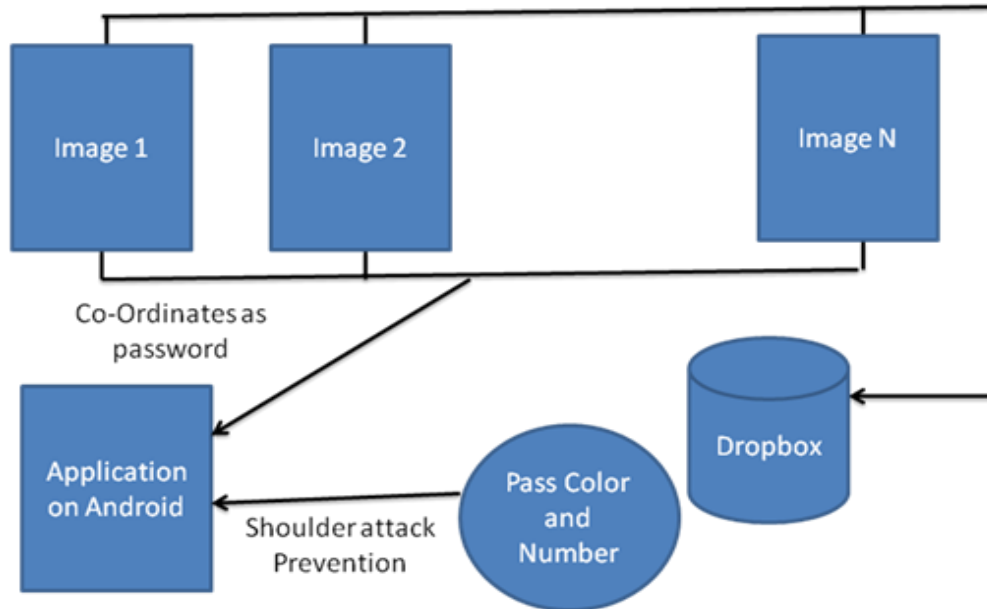 Image 1
Image 2
Image N
Co-Ordinates as
password
Application
on Android
Shoulder attack
Prevention
Pass Color
and
Number
Dropbox